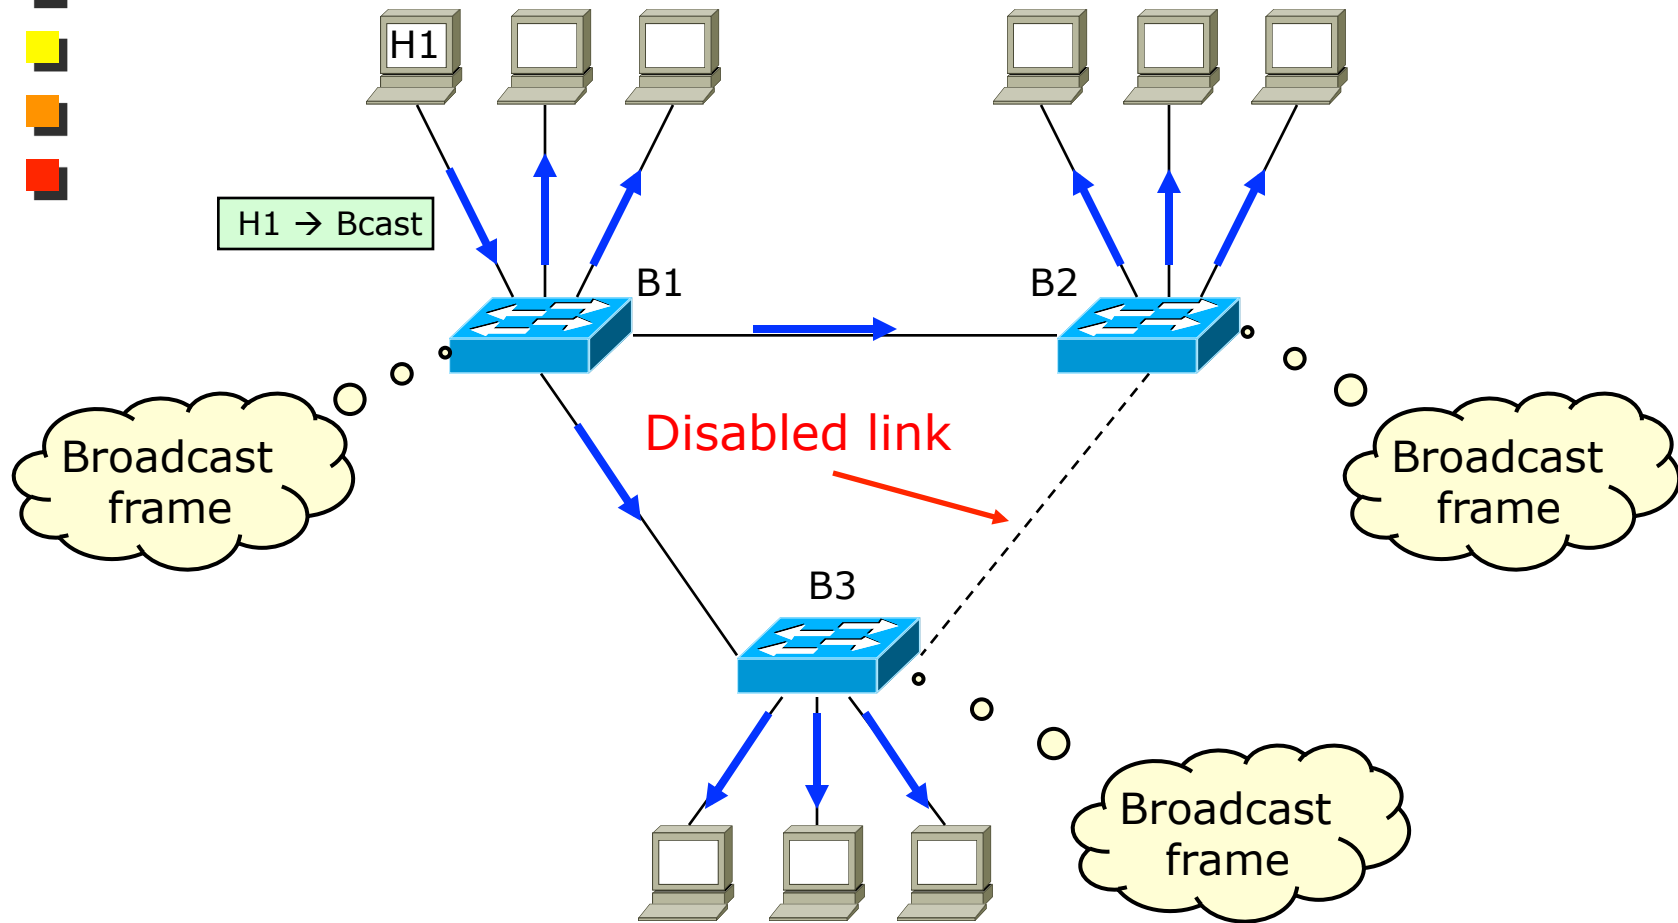 H1
H1 → Bcast
B1
B2
Disabled link
Broadcast
frame
Broadcast
frame
B3
Broadcast
frame